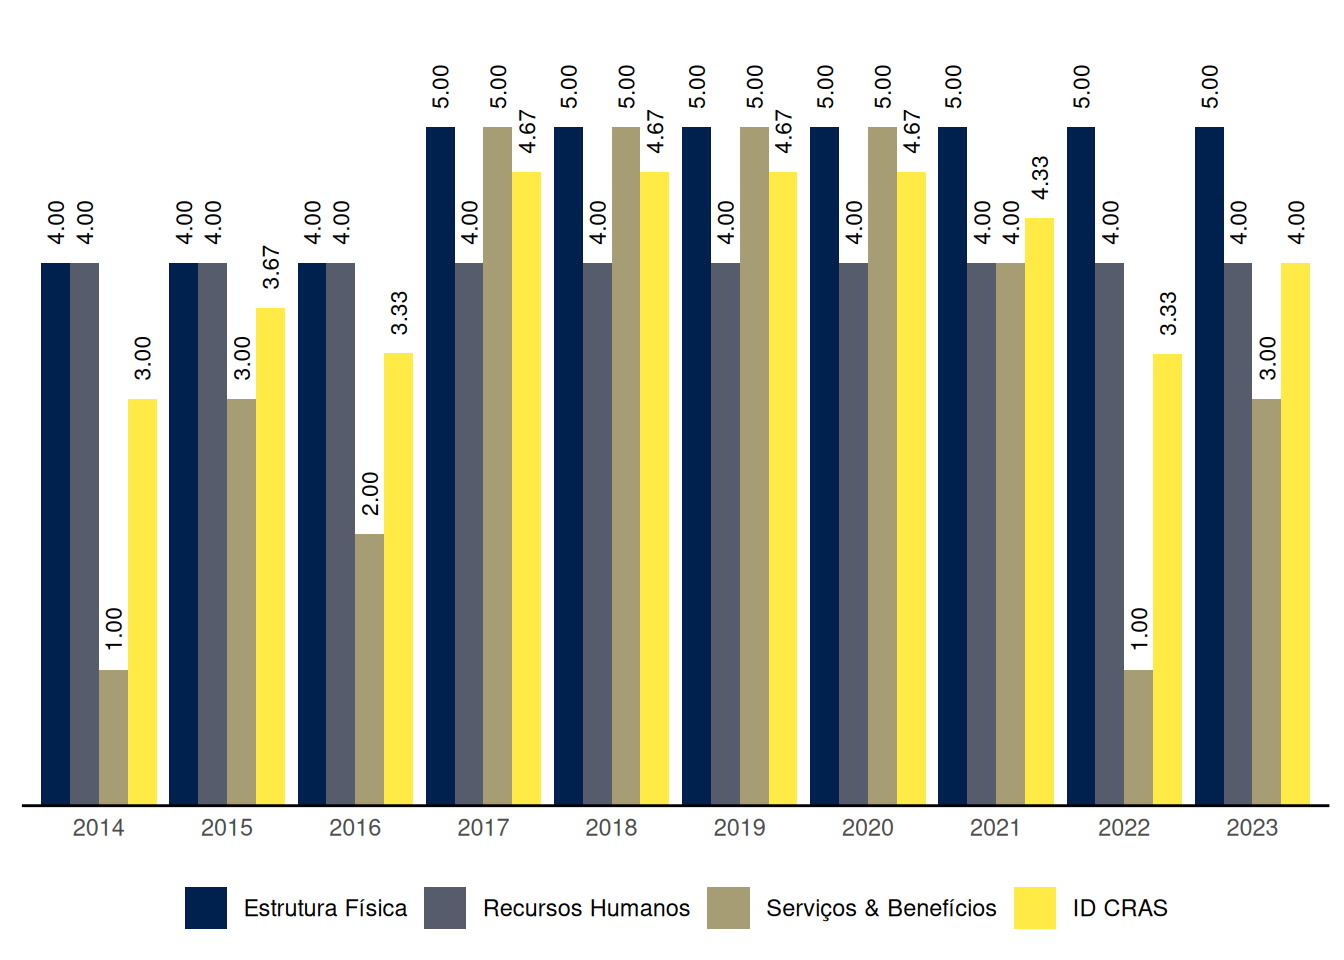 5.00 5.00 5.00 5.00 5.00 5.00 5.00 5.00 5.00 5.00 5.00
4.67 4.67 4.67 4.67
4.33
4.00 4.00 4.00 4.00 4.00 4.00 4.00 4.00 4.00 4.00 4.00 4.00 4.00 4.00 4.00
3.67
3.33 3.33
3.00 3.00 3.00
2.00
1.00 1.00
2014 2015 2016 2017 2018 2019 2020 2021 2022 2023
Estrutura Física Recursos Humanos Serviços & Benefícios ID CRAS